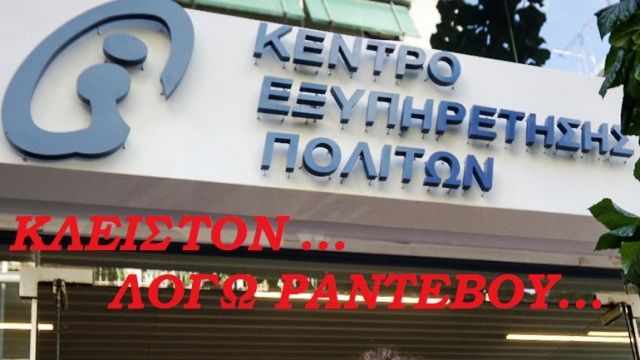 ΚΕΝΤΡΟ
ΕΞΥΠΗΡΕΤΗΣΗΣ
ΠΟΛΙΤΩΝ
ΚΛΕΙΣΤΟΝ ...
ΛΟΓΩ ΡΑΝΤΕΒΟΥ...